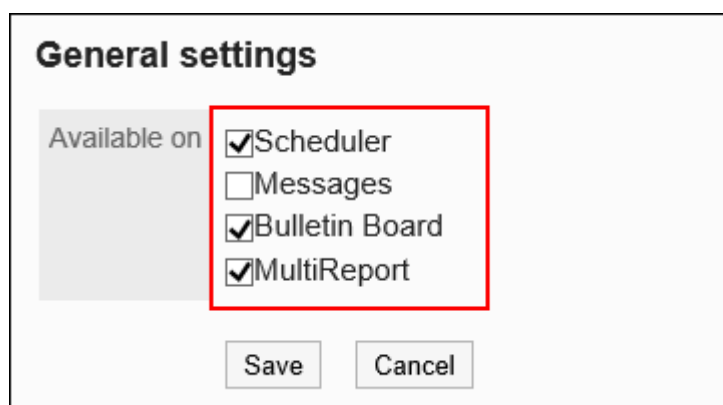 General settings
Available on
Scheduler
Messages
Bulletin Board
MultiReport
Save
Cancel